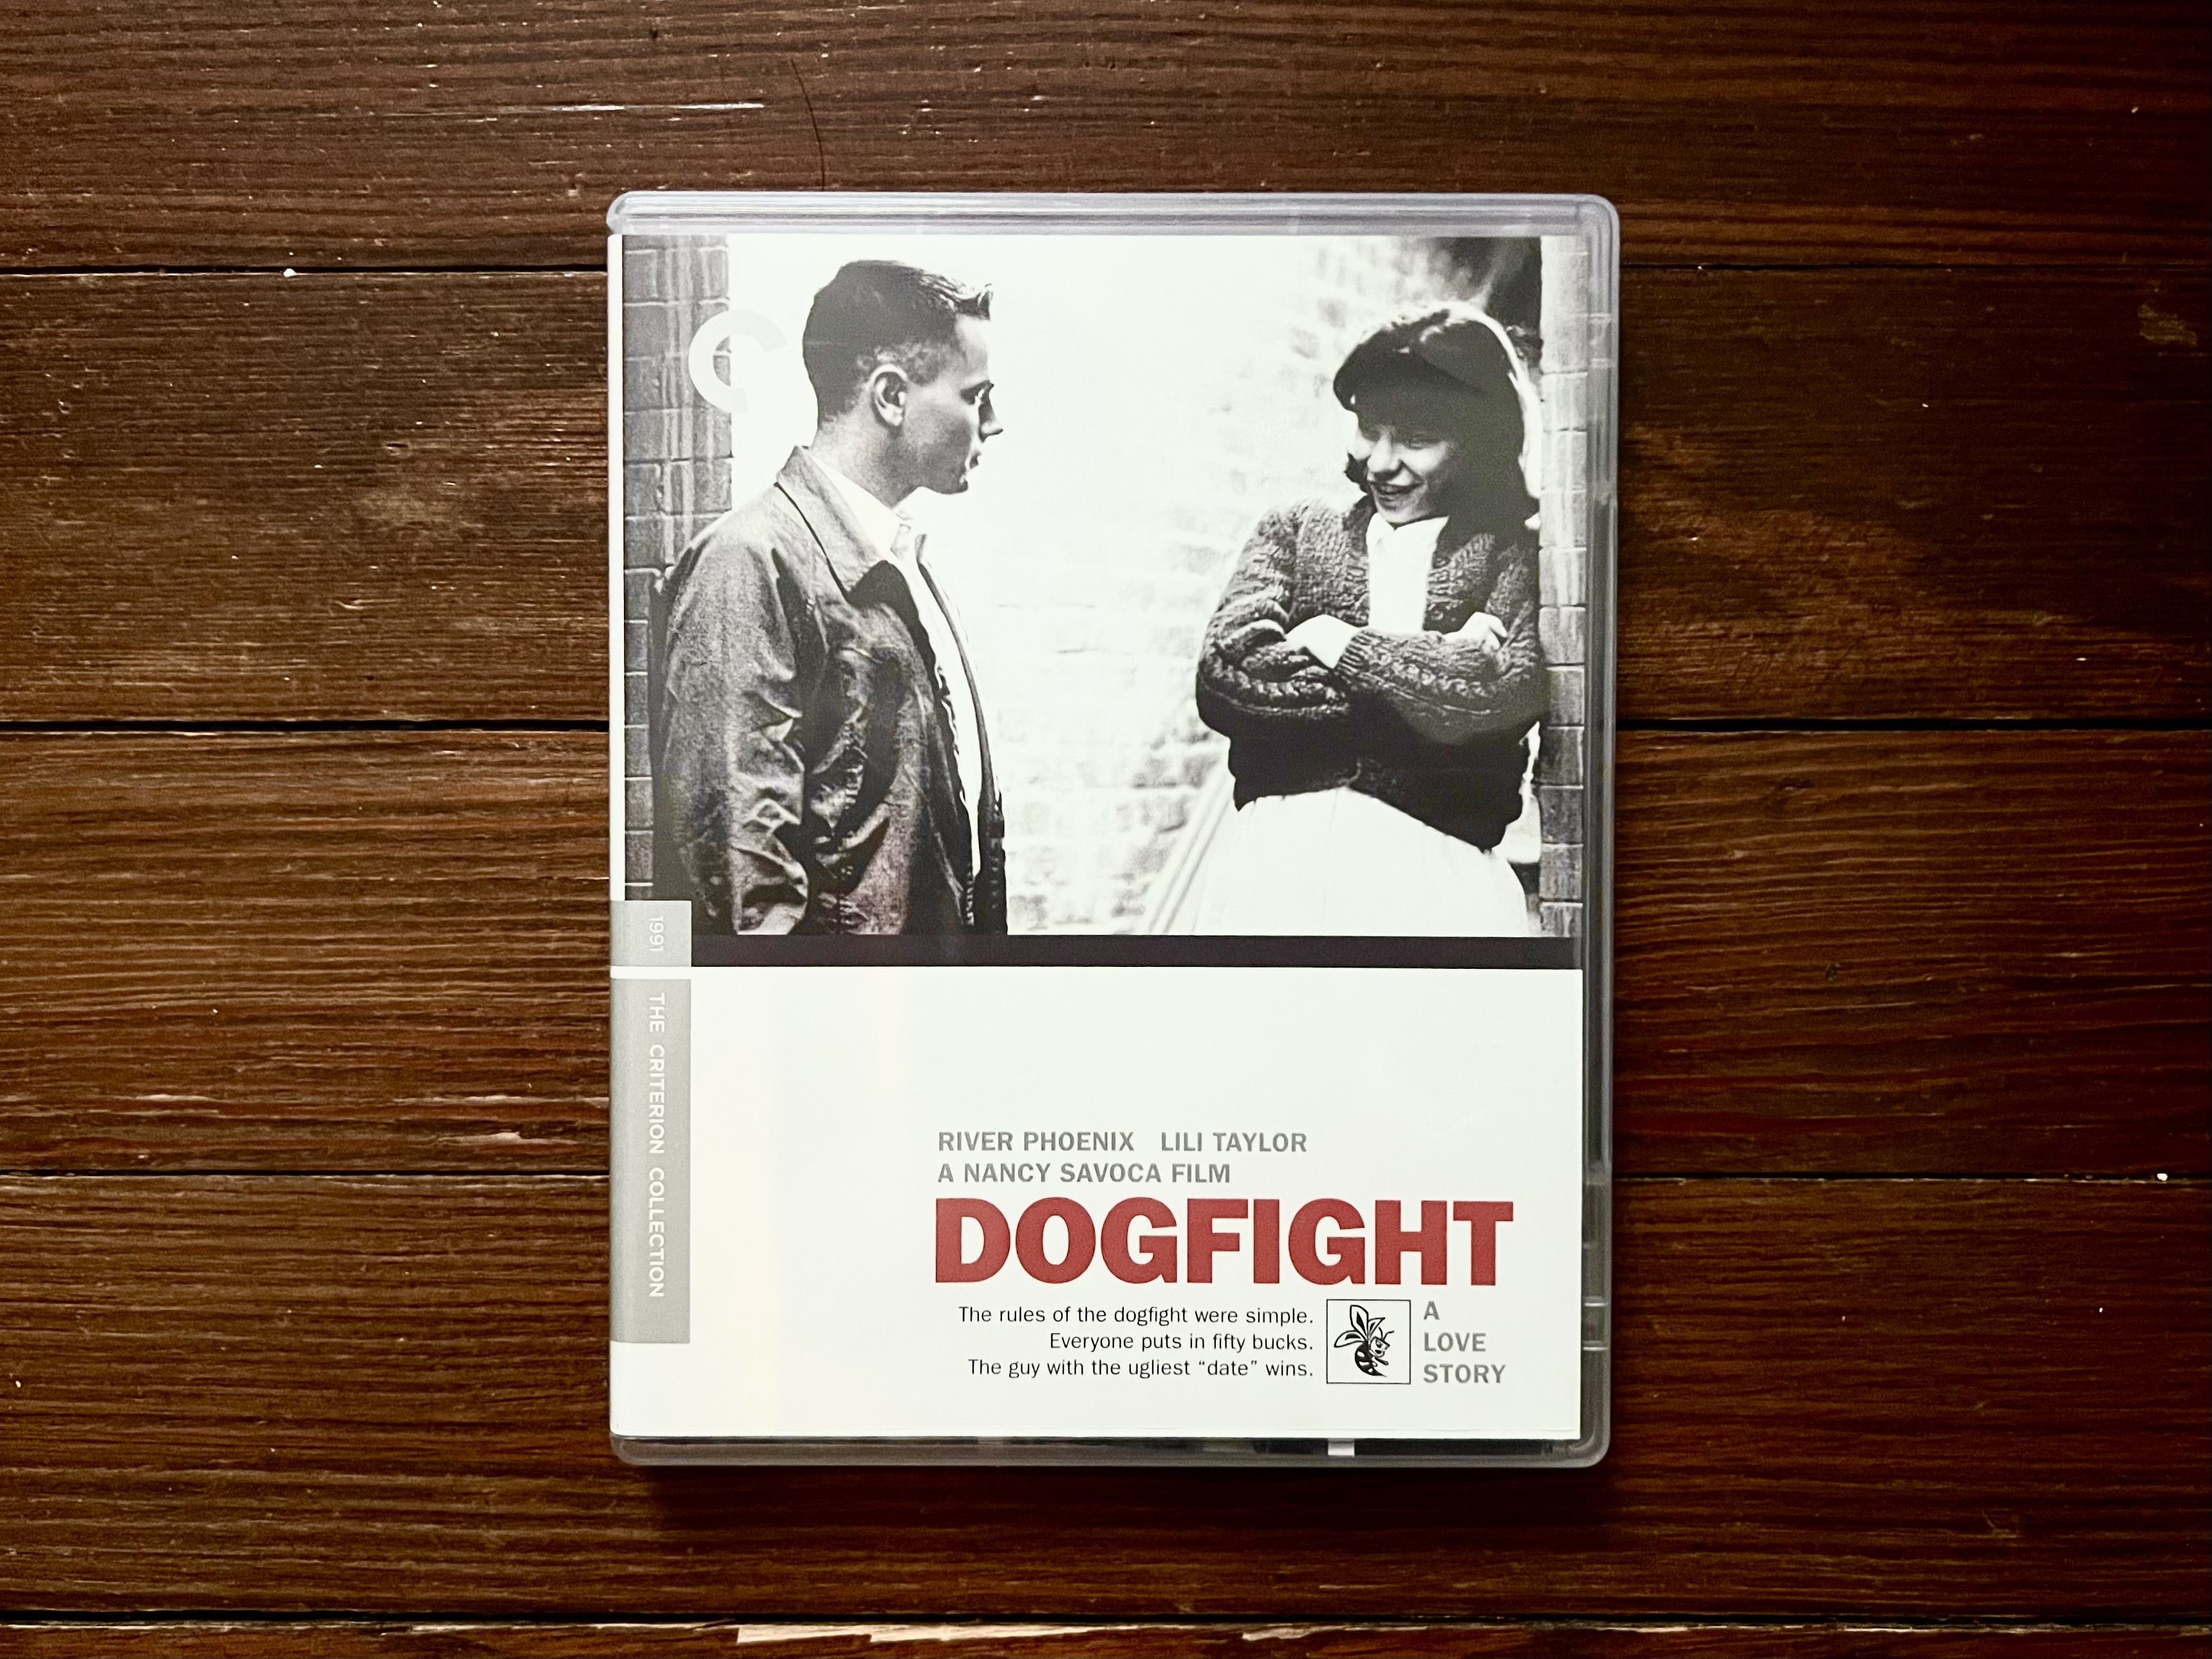 1991
THE CRITERION COLLECTION
RIVER PHOENIX LILI TAYLOR
A NANCY SAVOCA FILM
DOGFIGHT
The rules of the dogfight were simple.
Everyone puts in fifty bucks.
The guy with the ugliest “date” wins.
A
LOVE
STORY